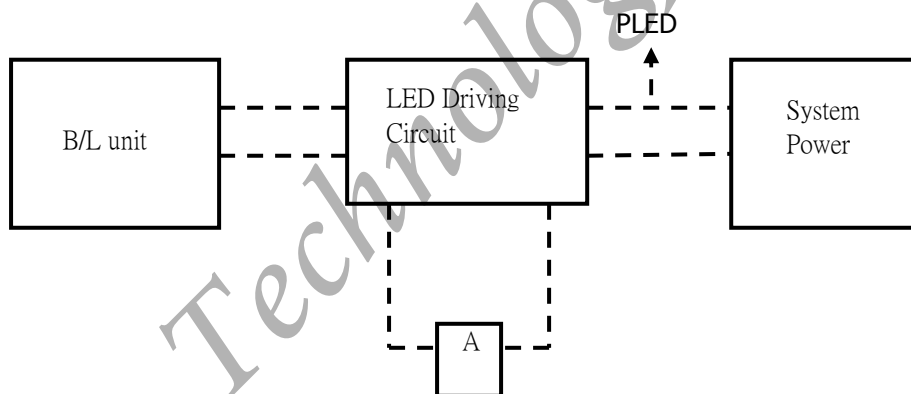 PLED
B/L unit
LED Driving
Circuit
System
Power
A
Technology